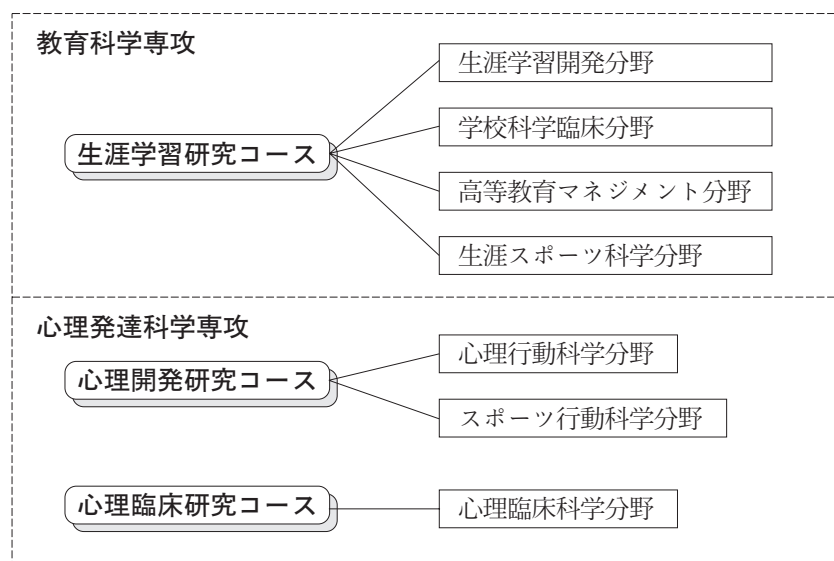 教育科学専攻
生涯学習研究コース
生涯学習開発分野
学校科学臨床分野
高等教育マネジメント分野
生涯スポーツ科学分野
心理発達科学専攻
心理開発研究コース
心理行動科学分野
スポーツ行動科学分野
心理臨床研究コース
心理臨床科学分野